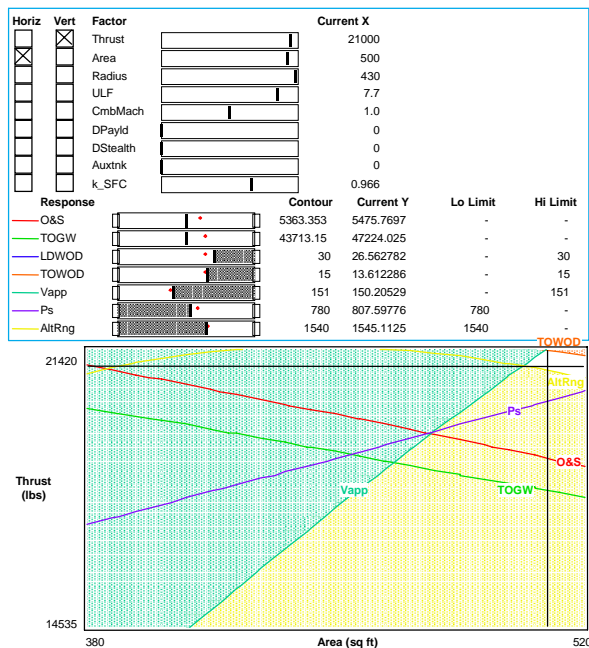 Horiz Vert Factor Current X
Thrust 21000
Area 500
Radius 430
ULF 7.7
CmbMach 1.0
DPayld 0
DStealth 0
Auxtnk 0
k_SFC 0.966
Response Contour Current Y Lo Limit Hi Limit
O&S 5363.353 5475.7697 - -
TOGW 43713.15 47224.025 - -
LDWOD 30 26.562812 - 30
TOWOD 15 13.612286 - 15
Vapp 151 150.20529 - 151
Ps 780 807.59776 780 -
AltRng 1540 1545.1125 1540 -
TOWOD
21420
AltRng
Ps
O&S
Vapp
TOGW
Thrust
(lbs)
14535
380 Area (sq ft) 520